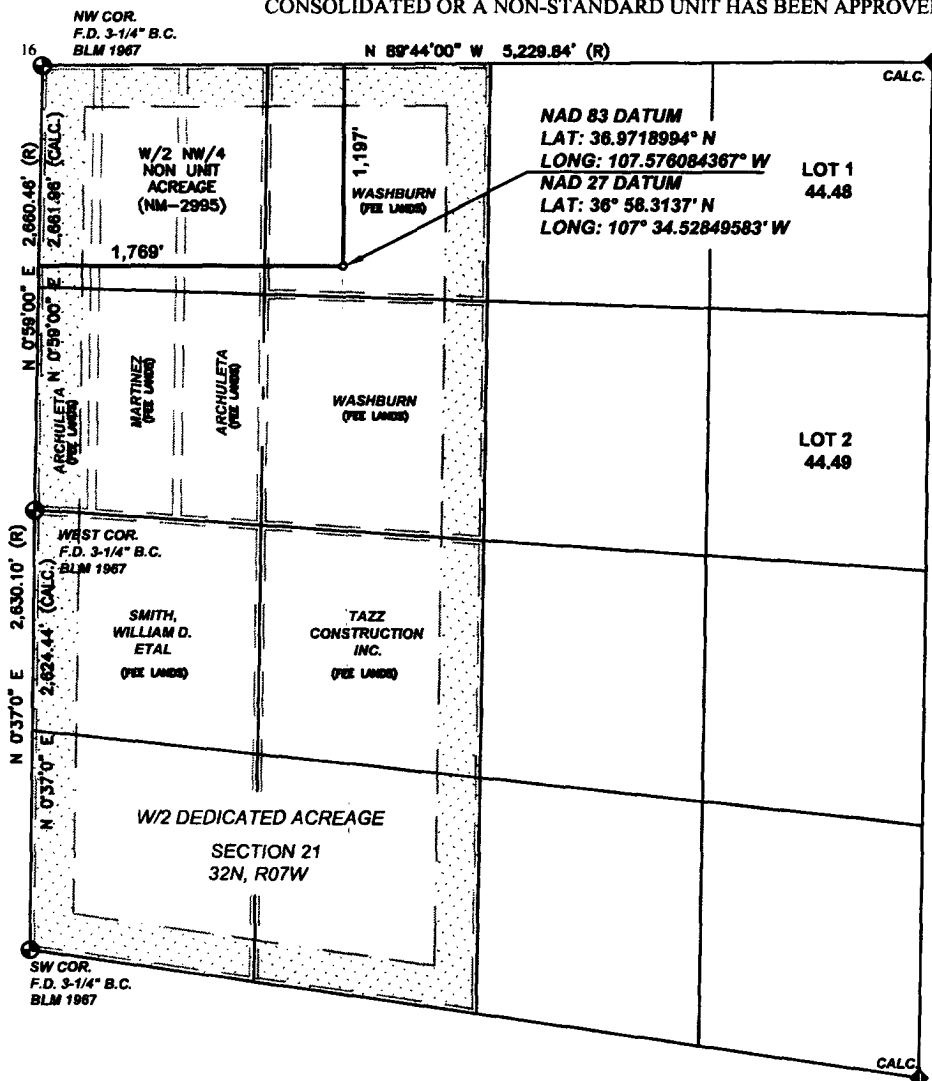 CONSOLIDATED OR A NON-STANDARD UNIT HAS BEEN APPROVED
NW COR.
F.D. 3-1/4" B.C.
BLM 1967
16
N 89°44'00" W 5,229.84' (R)
CALC.
NAD 83 DATUM
LAT: 36.9718994° N
LONG: 107.576084367° W
NAD 27 DATUM
LAT: 36° 58.3137' N
LONG: 107° 34.52849583' W
LOT 1
44.48
W/2 NW/4
NON UNIT
ACREAGE
(NM-2995)
1,197'
WASHBURN
(FEE LANDS)
1,769'
N 0°59'00" E 2,660.46' (R)
N 0°59'00" E 2,661.96' (CALC.)
ARCHULETA
(FEE LANDS)
MARTINEZ
(FEE LANDS)
ARCHULETA
(FEE LANDS)
WASHBURN
(FEE LANDS)
LOT 2
44.49
WEST COR.
F.D. 3-1/4" B.C.
BLM 1967
N 0°37'0" E 2,630.10' (R)
N 0°37'0" E 2,624.44' (CALC.)
SMITH,
WILLIAM D.
ETAL
(FEE LANDS)
TAZZ
CONSTRUCTION
INC.
(FEE LANDS)
W/2 DEDICATED ACREAGE
SECTION 21
32N, R07W
SW COR.
F.D. 3-1/4" B.C.
BLM 1967
CALC.